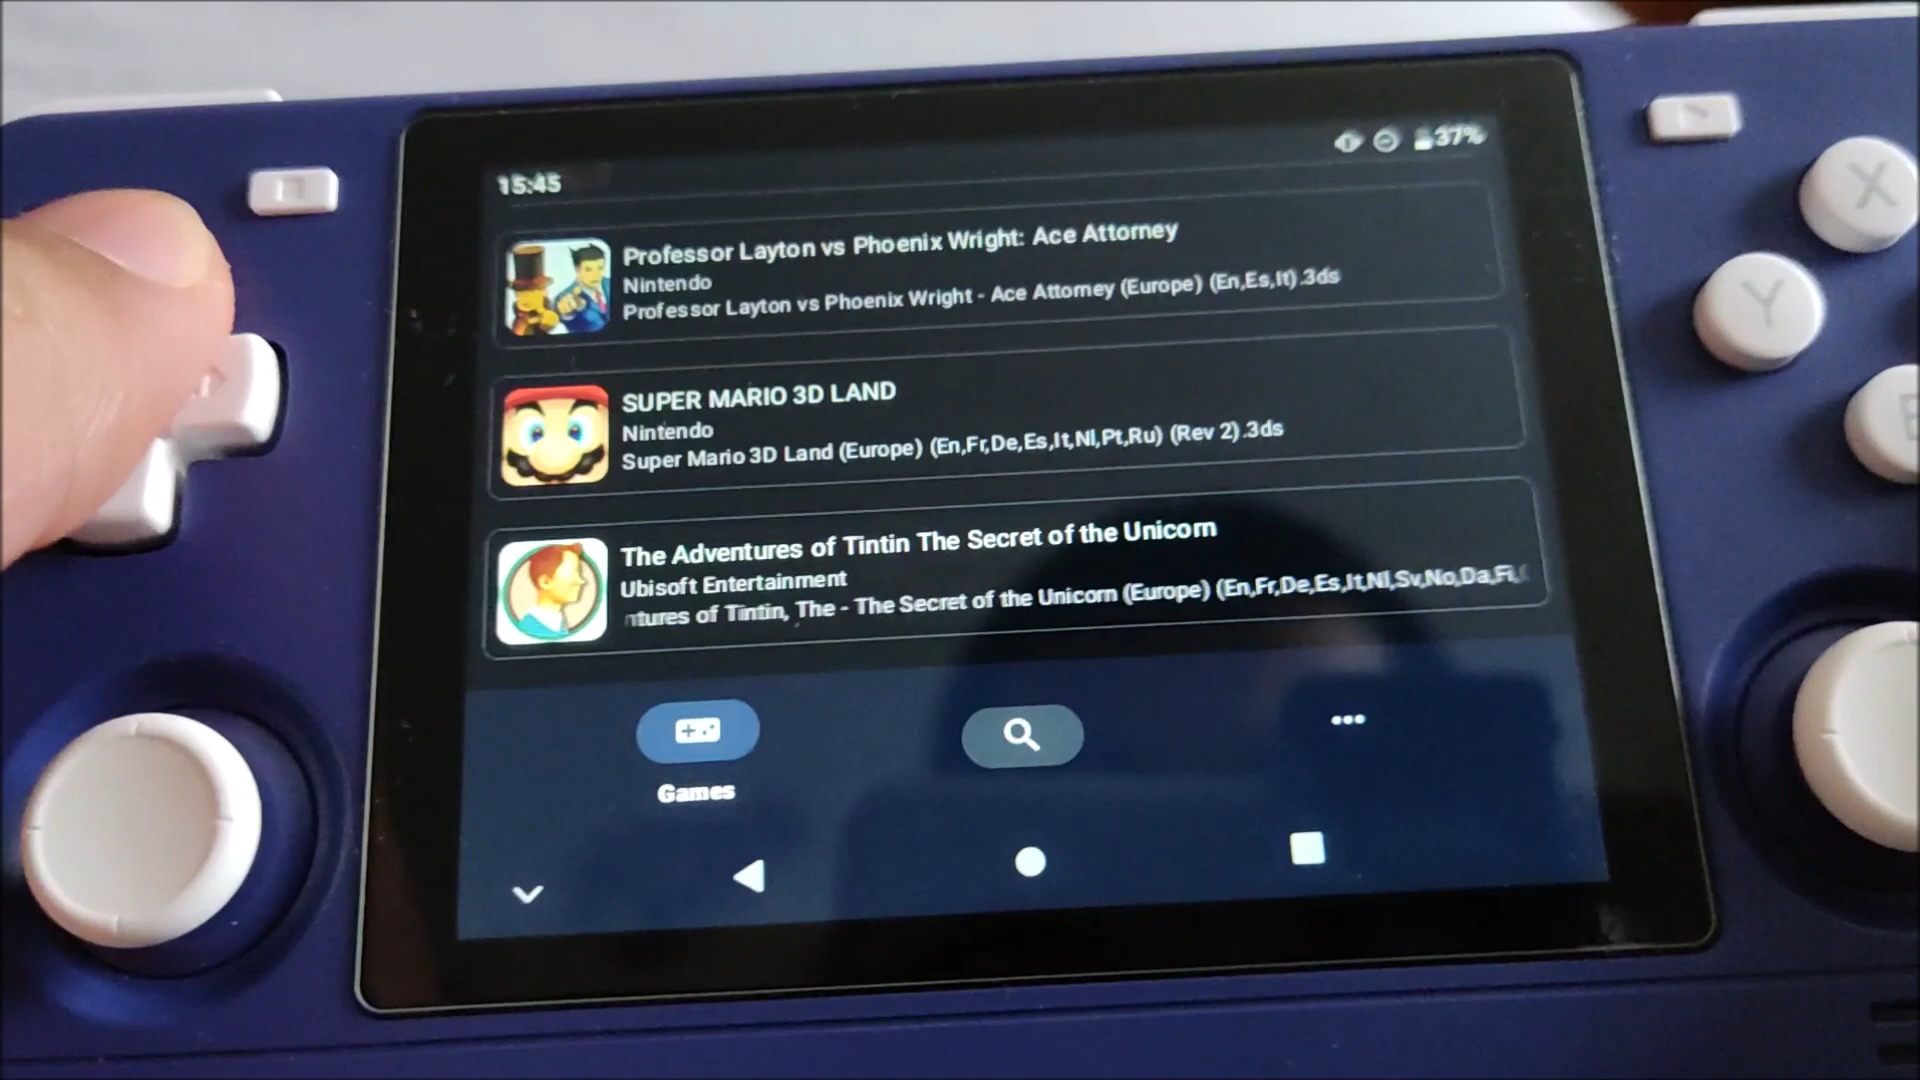 15:45
37%
Professor Layton vs Phoenix Wright: Ace Attorney
Nintendo
Professor Layton vs Phoenix Wright - Ace Attorney (Europe) (En,Es,It).3ds
SUPER MARIO 3D LAND
Nintendo
Super Mario 3D Land (Europe) (En,Fr,De,Es,It,Nl,Pt,Ru) (Rev 2).3ds
The Adventures of Tintin The Secret of the Unicorn
Ubisoft Entertainment
ntures of Tintin, The - The Secret of the Unicorn (Europe) (En,Fr,De,Es,It,Nl,Sv,No,Da,Fi,
Games
X
Y